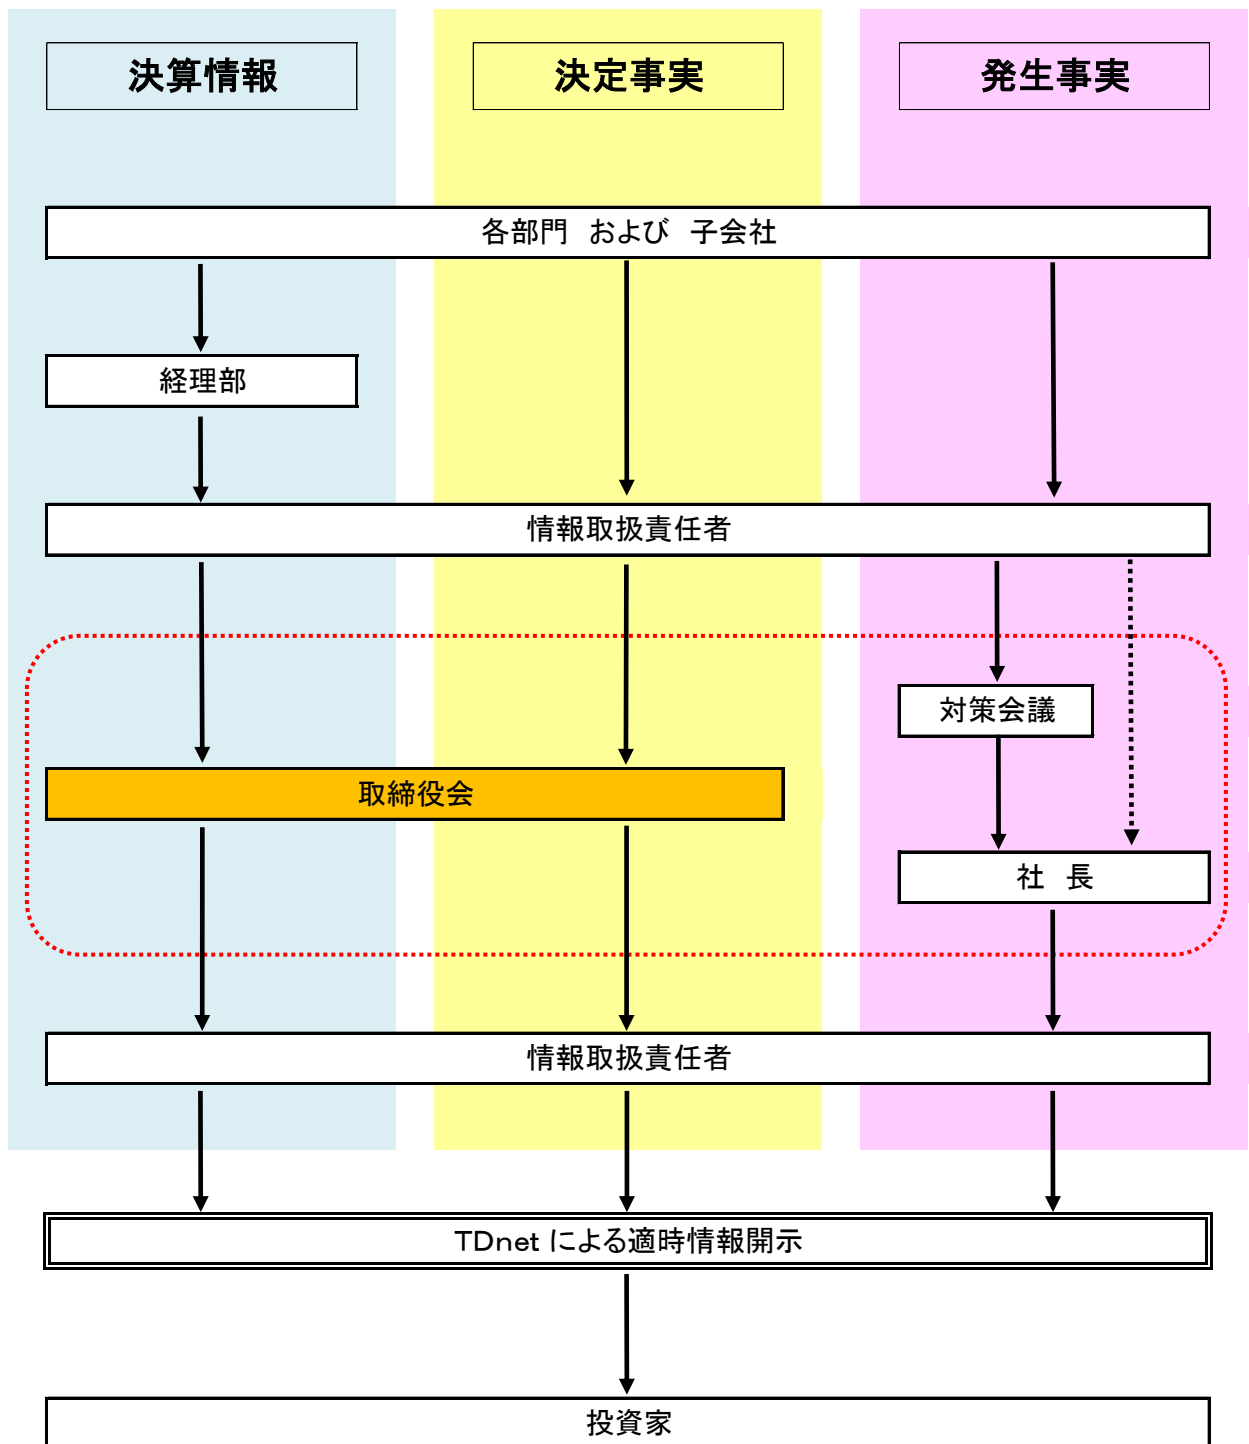 決算情報
決定事実
発生事実
各部門　および　子会社
経理部
情報取扱責任者
対策会議
取締役会
社　長
情報取扱責任者
TDnet による適時情報開示
投資家